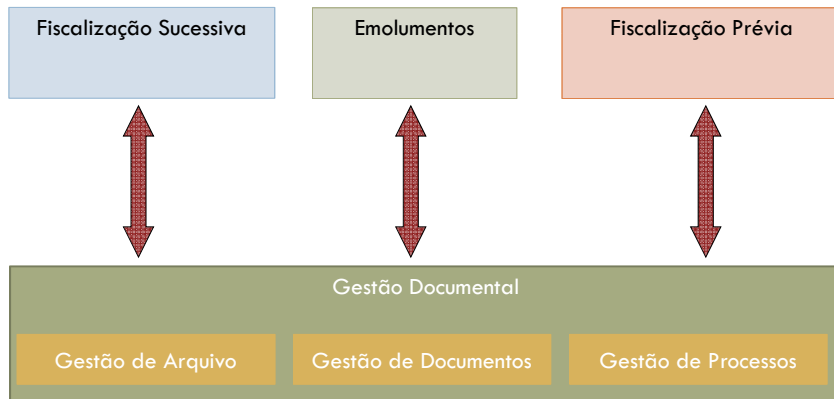 Fiscalização Sucessiva
Emolumentos
Fiscalização Prévia
Gestão Documental
Gestão de Arquivo
Gestão de Documentos
Gestão de Processos